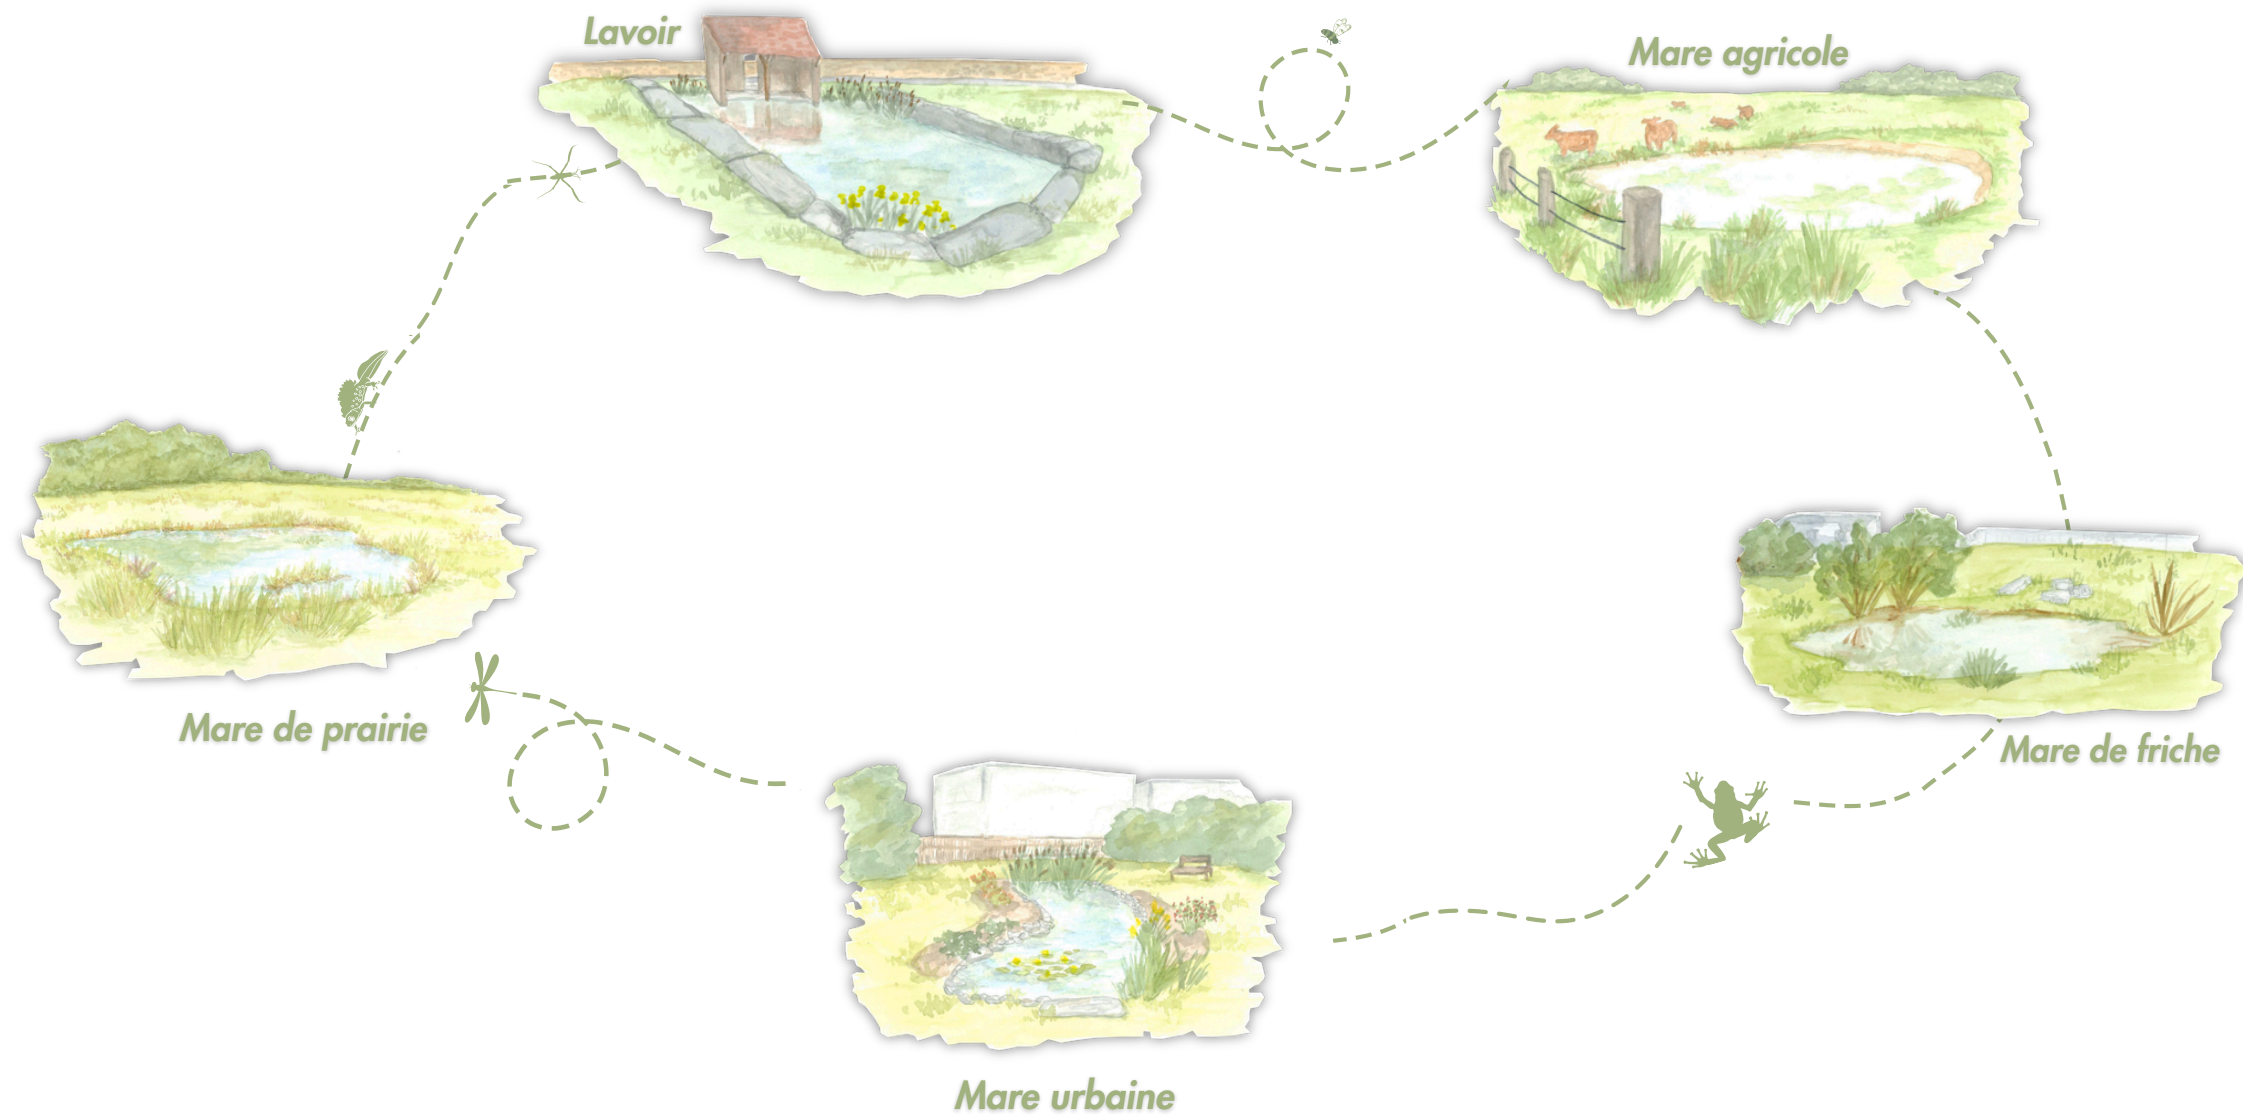 Lavoir
Mare agricole
Mare de prairie
Mare de friche
Mare urbaine